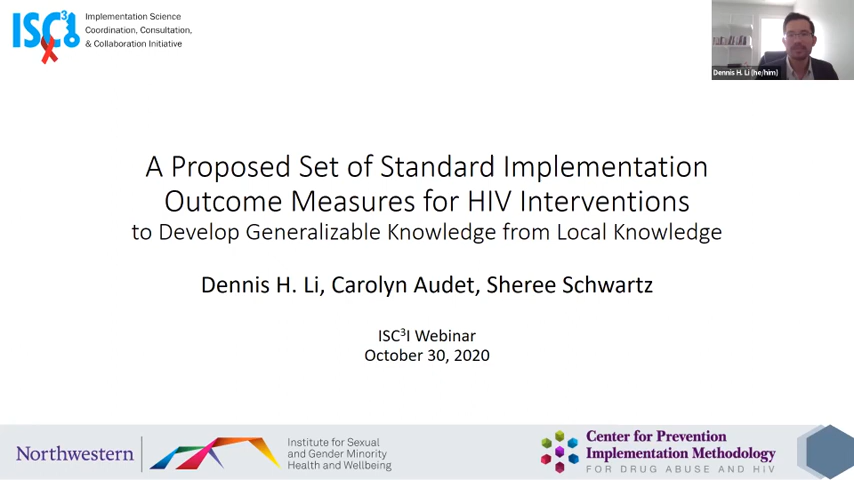 ISC³I
Implementation Science
Coordination, Consultation,
& Collaboration Initiative
Dennis H. Li (he/him)
A Proposed Set of Standard Implementation
Outcome Measures for HIV Interventions
to Develop Generalizable Knowledge from Local Knowledge
Dennis H. Li, Carolyn Audet, Sheree Schwartz
ISC³I Webinar
October 30, 2020
Northwestern
Institute for Sexual
and Gender Minority
Health and Wellbeing
Center for Prevention
Implementation Methodology
FOR DRUG ABUSE AND HIV